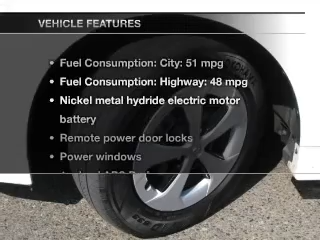 VEHICLE FEATURES
• Fuel Consumption: City: 51 mpg
• Fuel Consumption: Highway: 48 mpg
• Nickel metal hydride electric motor
battery
• Remote power door locks
• Power windows